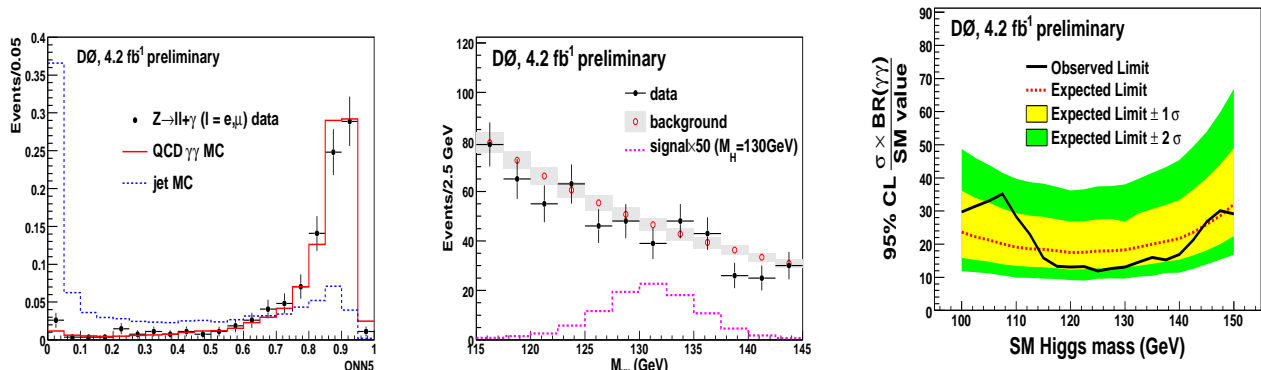 DØ, 4.2 fb⁻¹ preliminary
Events/0.05
0.4
0.35
0.3
0.25
0.2
0.15
0.1
0.05
0
Z→ll+γ (l = e,μ) data
QCD γγ MC
jet MC
0 0.1 0.2 0.3 0.4 0.5 0.6 0.7 0.8 0.9 1
ONN5
DØ, 4.2 fb⁻¹ preliminary
Events/2.5 GeV
120
100
80
60
40
20
0
data
background
signal×50 (M_H=130GeV)
115 120 125 130 135 140 145
(GeV)
DØ, 4.2 fb⁻¹ preliminary
95% CL σ × BR(γγ)
SM value
90
80
70
60
50
40
30
20
10
0
Observed Limit
Expected Limit
Expected Limit ± 1 σ
Expected Limit ± 2 σ
100 110 120 130 140 150
SM Higgs mass (GeV)